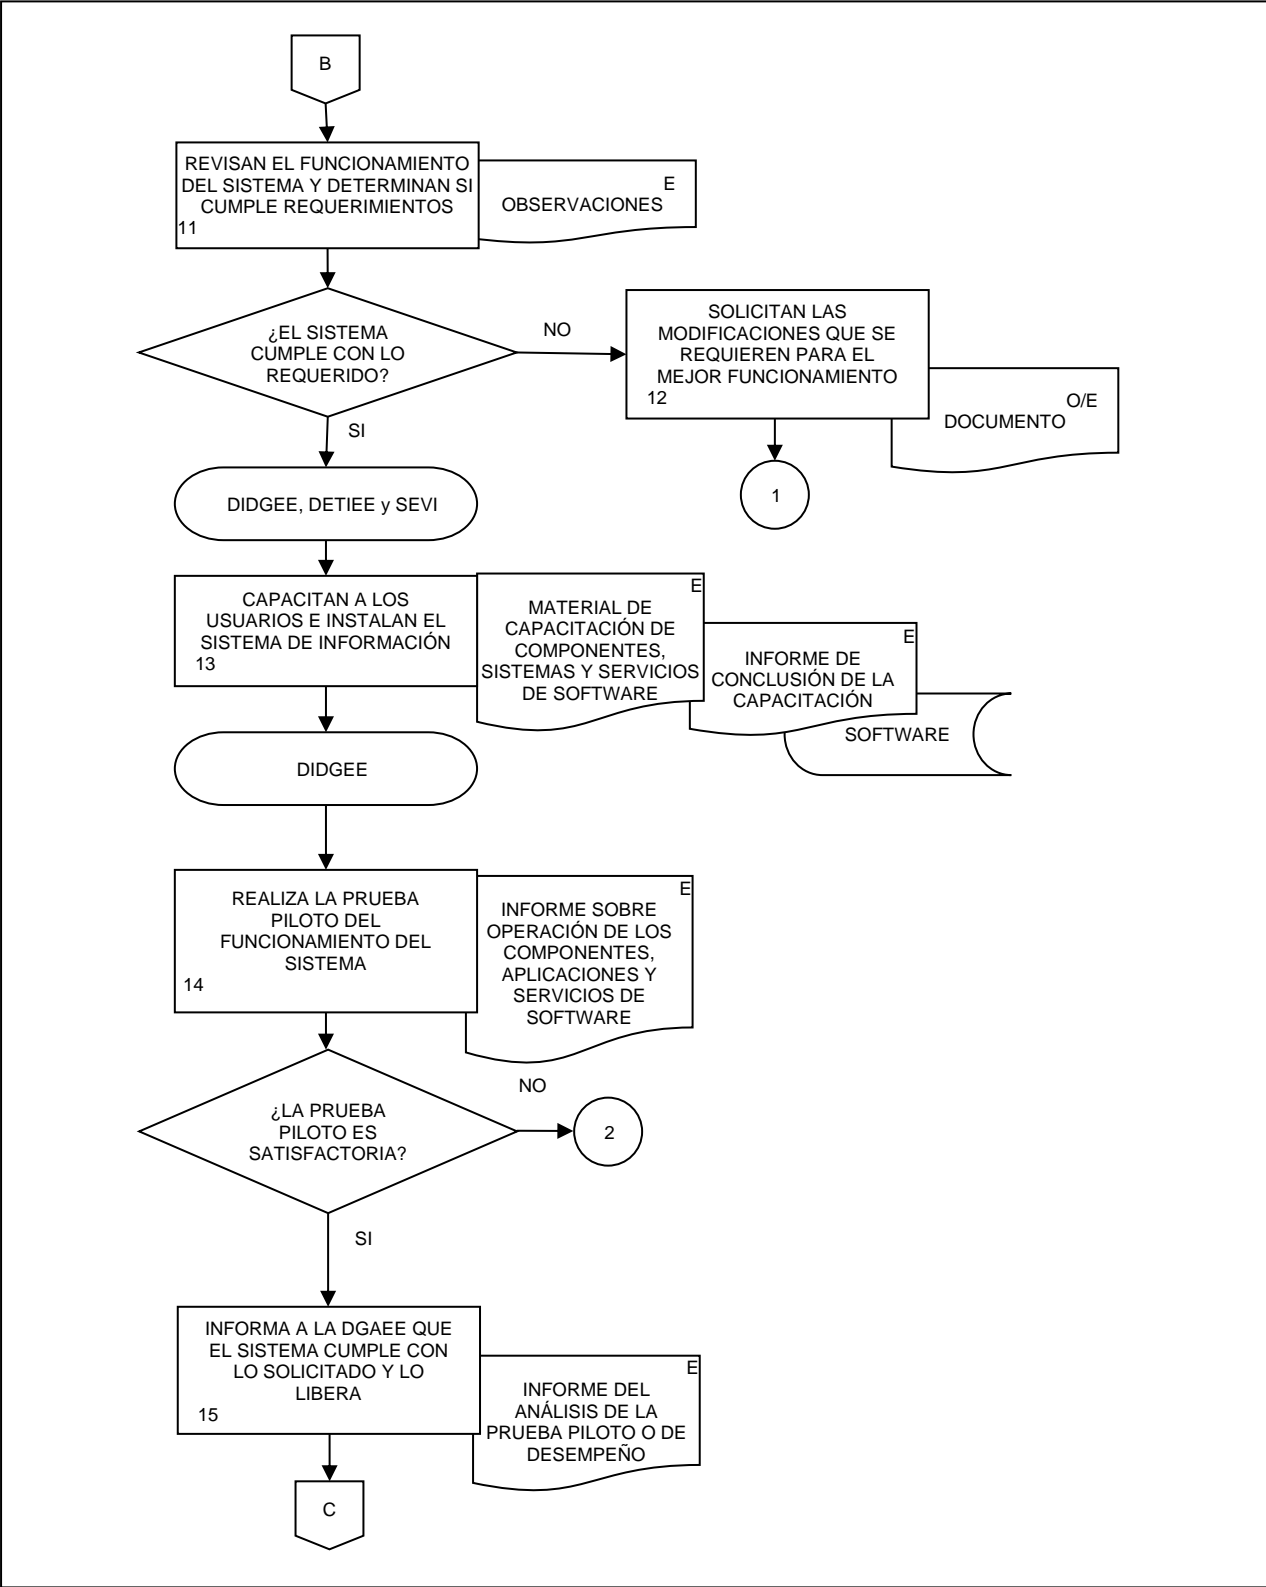 B
REVISAN EL FUNCIONAMIENTO
DEL SISTEMA Y DETERMINAN SI
CUMPLE REQUERIMIENTOS
11
E
OBSERVACIONES
¿EL SISTEMA
CUMPLE CON LO
REQUERIDO?
NO
SI
SOLICITAN LAS
MODIFICACIONES QUE SE
REQUIEREN PARA EL
MEJOR FUNCIONAMIENTO
12
O/E
DOCUMENTO
1
DIDGEE, DETIEE y SEVI
CAPACITAN A LOS
USUARIOS E INSTALAN EL
SISTEMA DE INFORMACIÓN
13
E
MATERIAL DE
CAPACITACIÓN DE
COMPONENTES,
SISTEMAS Y SERVICIOS
DE SOFTWARE
E
INFORME DE
CONCLUSIÓN DE LA
CAPACITACIÓN
SOFTWARE
DIDGEE
REALIZA LA PRUEBA
PILOTO DEL
FUNCIONAMIENTO DEL
SISTEMA
14
E
INFORME SOBRE
OPERACIÓN DE LOS
COMPONENTES,
APLICACIONES Y
SERVICIOS DE
SOFTWARE
¿LA PRUEBA
PILOTO ES
SATISFACTORIA?
NO
2
SI
INFORMA A LA DGAEE QUE
EL SISTEMA CUMPLE CON
LO SOLICITADO Y LO
LIBERA
15
E
INFORME DEL
ANÁLISIS DE LA
PRUEBA PILOTO O DE
DESEMPEÑO
C